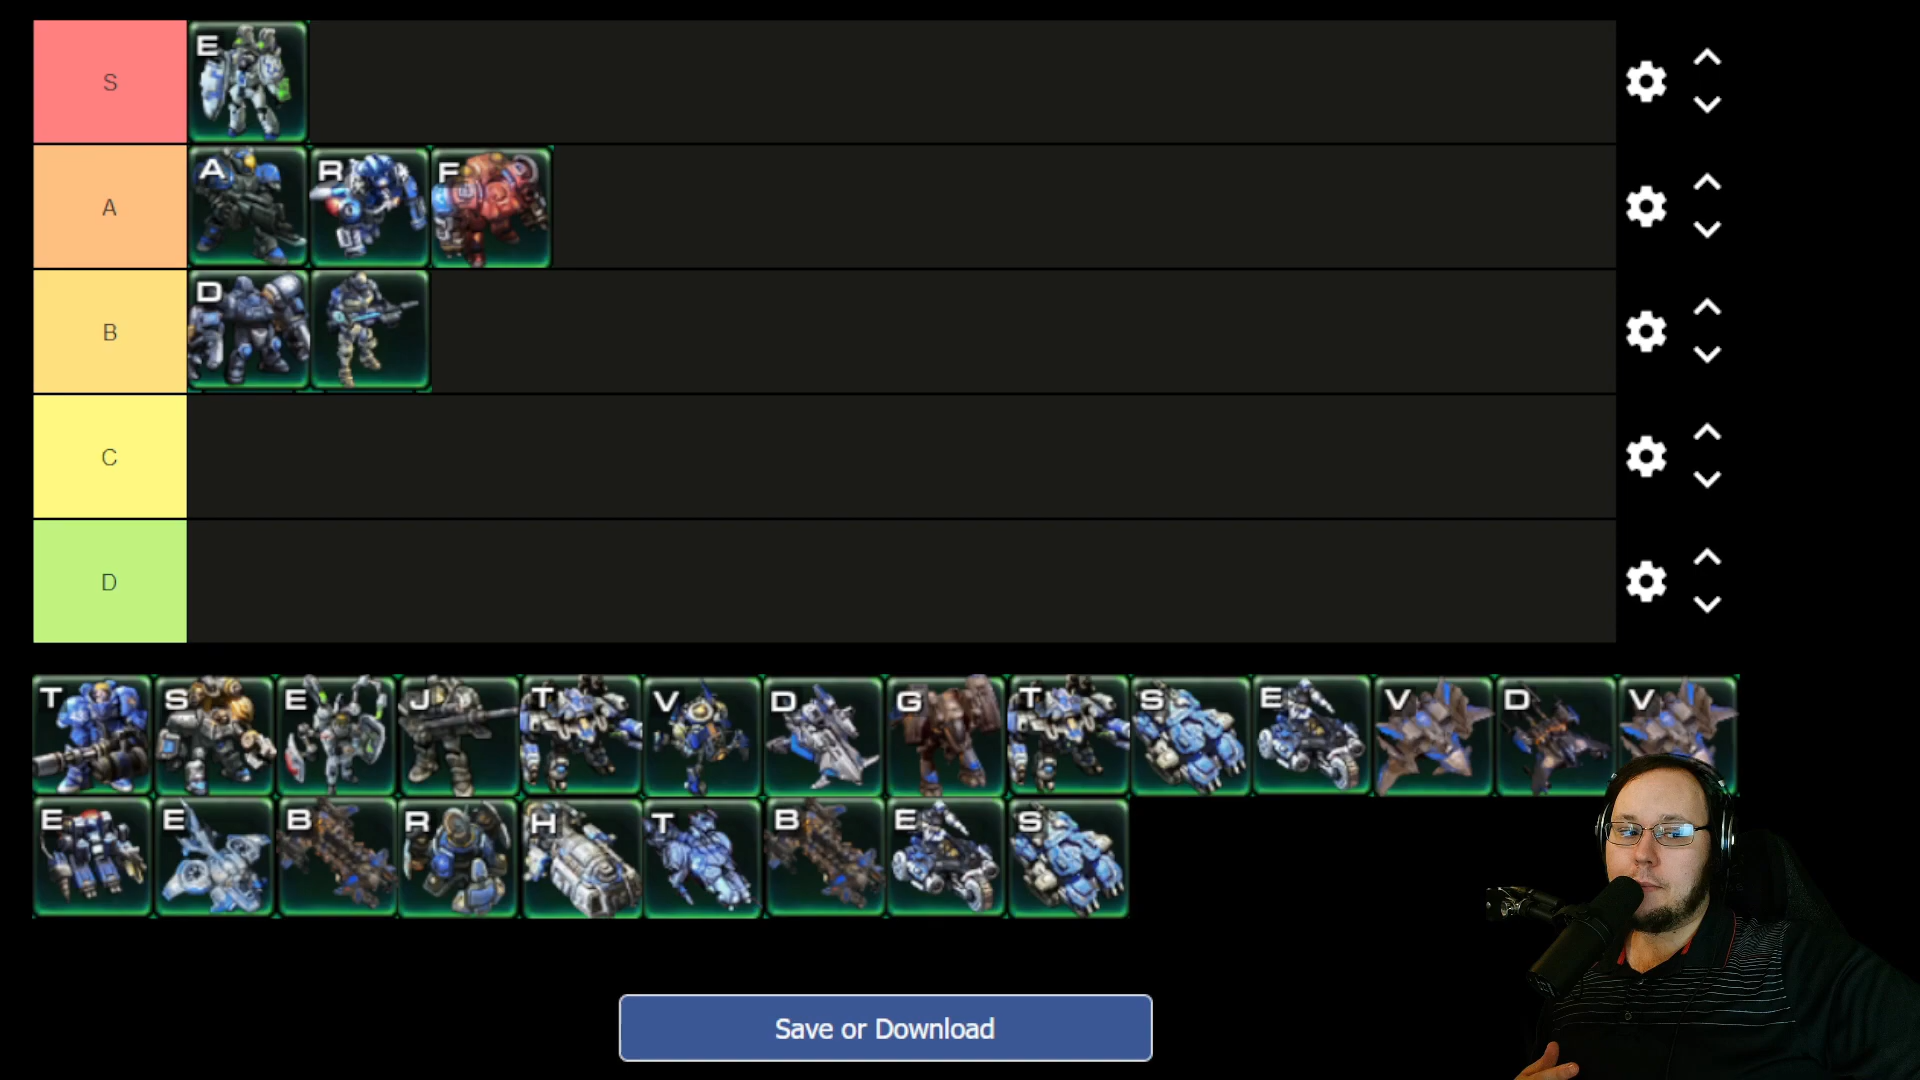 S
E
A
A R F
B
D
C
D
T S E J T V D G T S E V D V
E E B R H T B E S
Save or Download